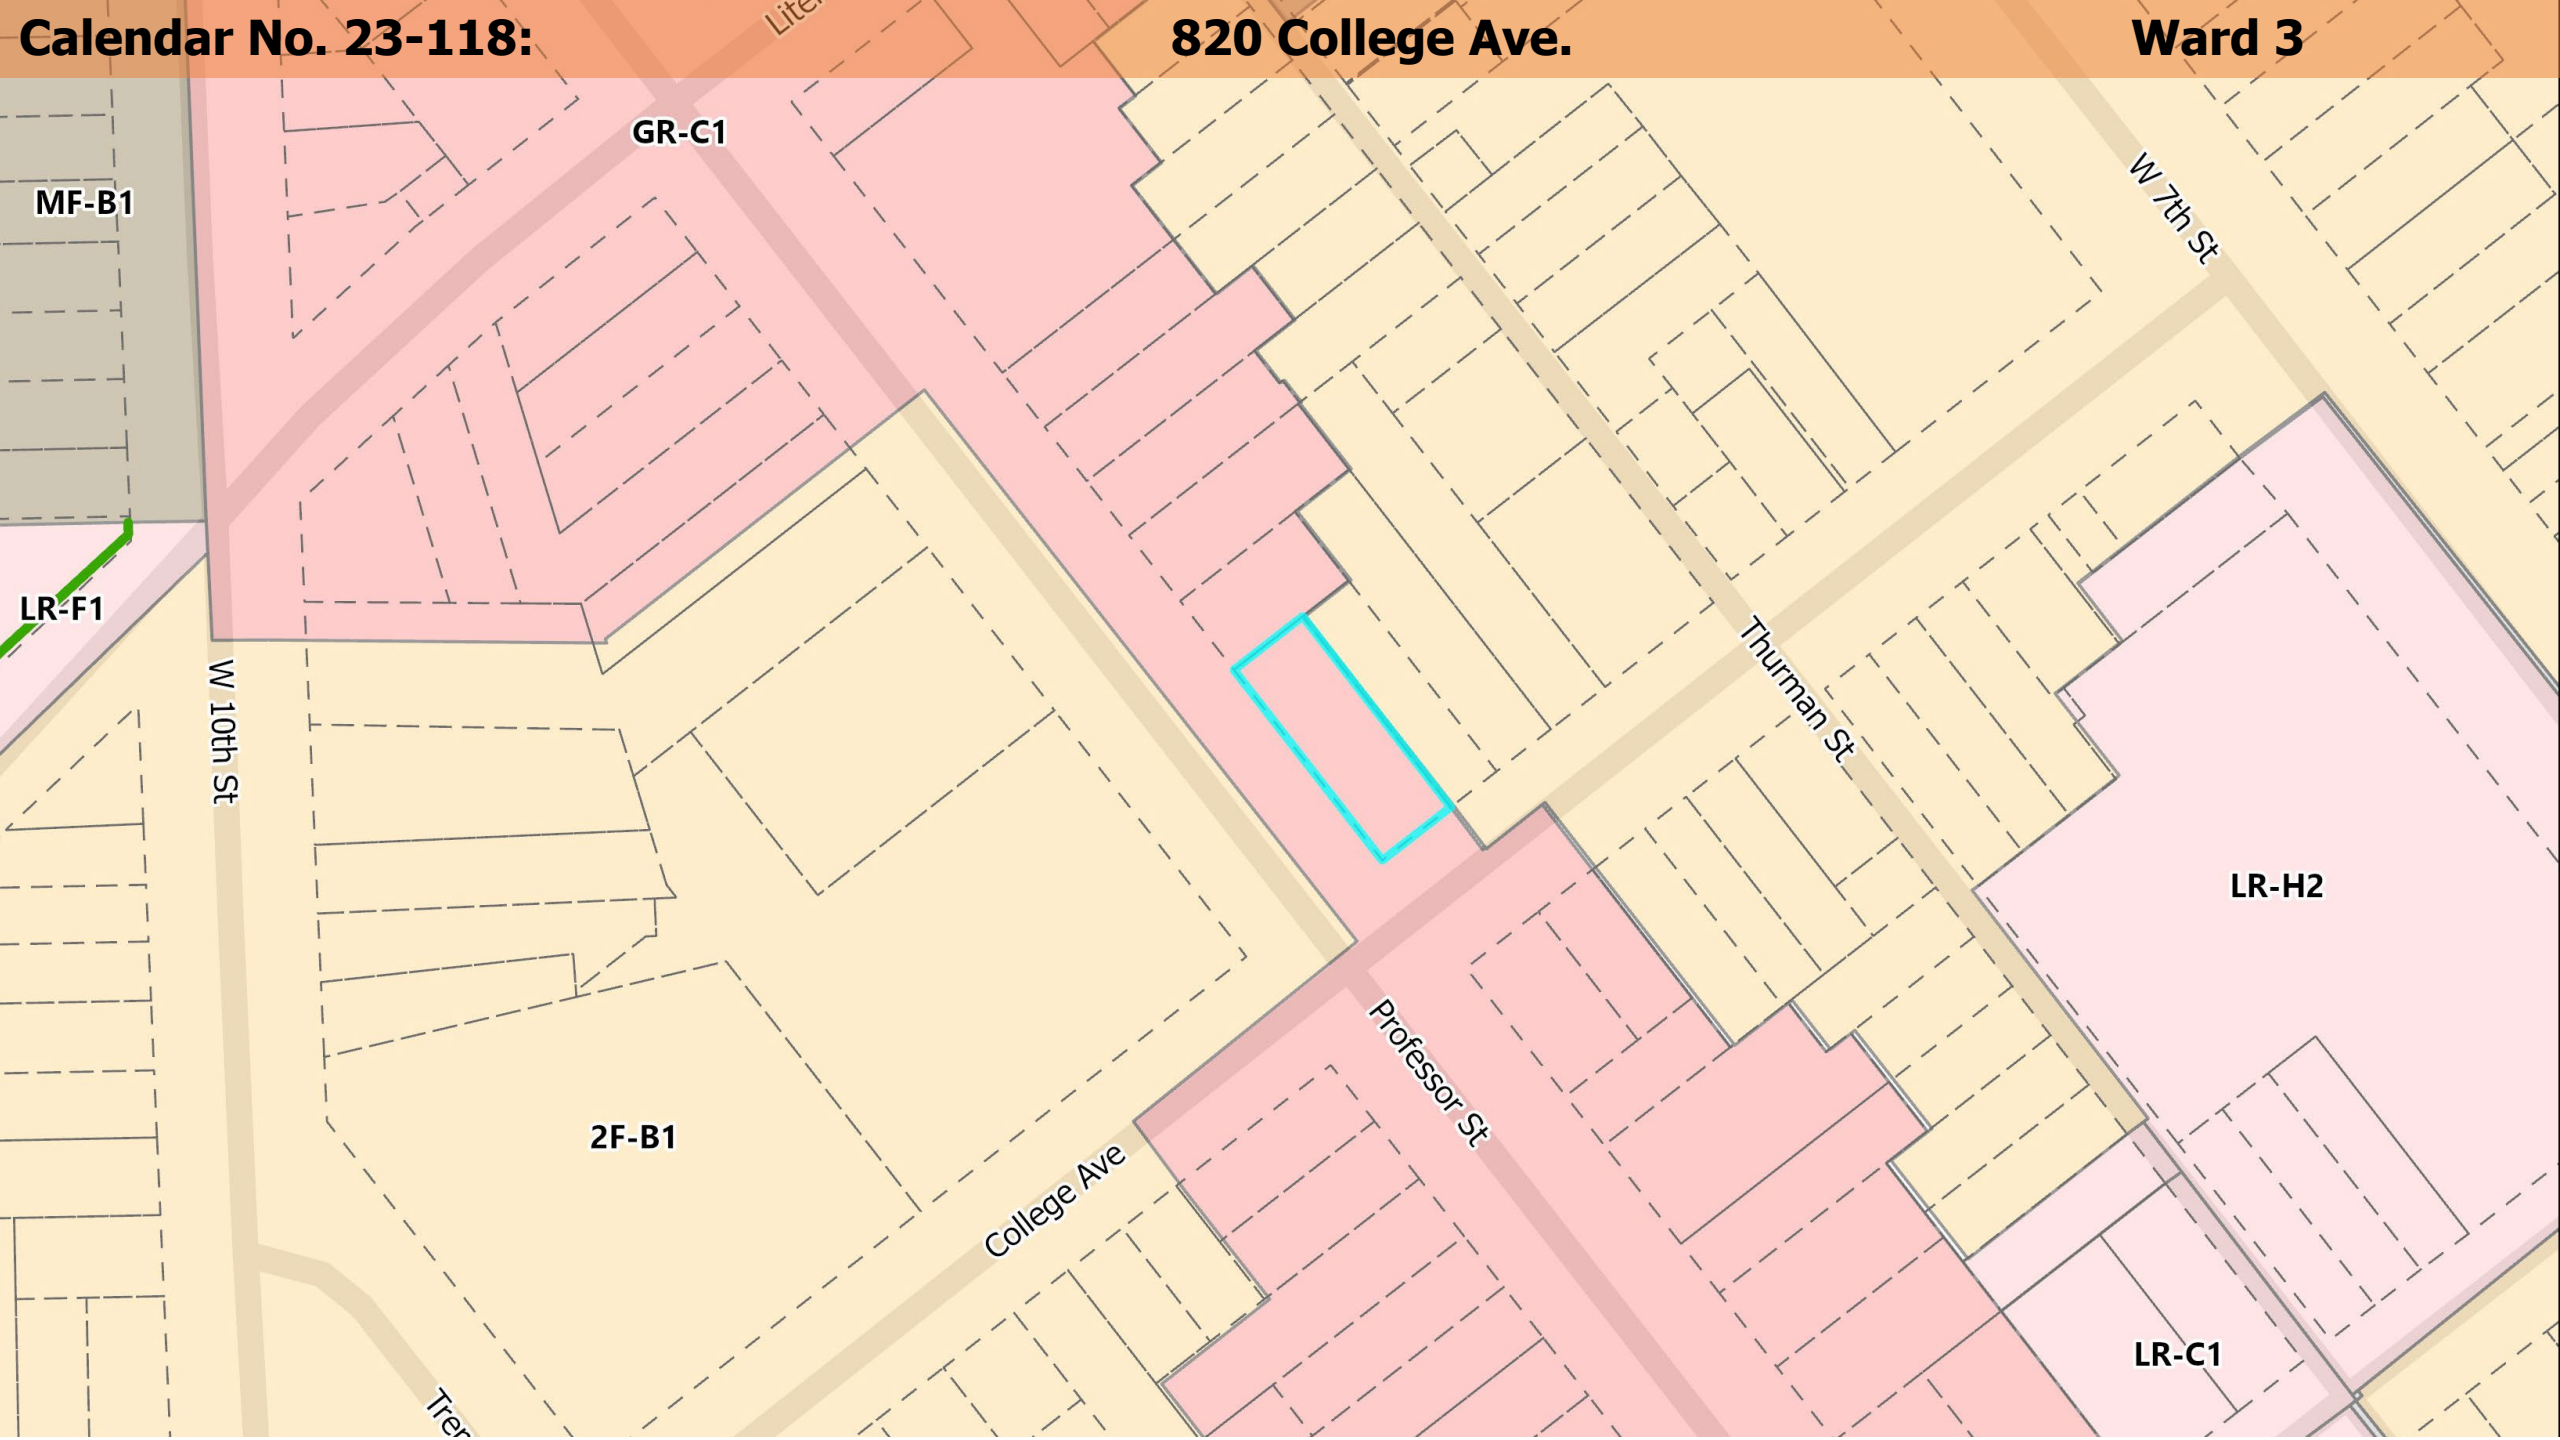 Calendar No. 23-118:
820 College Ave.
Ward 3
GR-C1
MF-B1
W 7th St
LR-F1
W 10th St
Thurman St
LR-H2
Professor St
2F-B1
College Ave
LR-C1